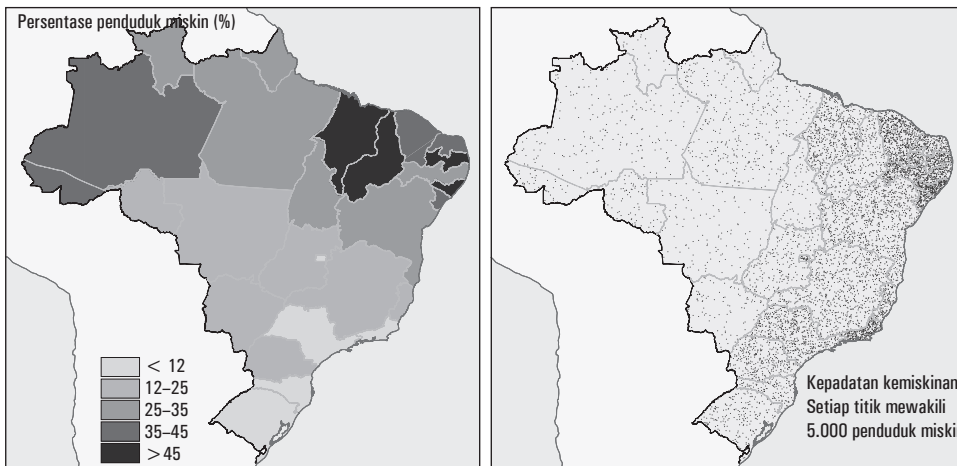 Persentase penduduk miskin (%)
< 12
12–25
25–35
35–45
>45
Kepadatan kemiskinan
Setiap titik mewakili
5.000 penduduk miski